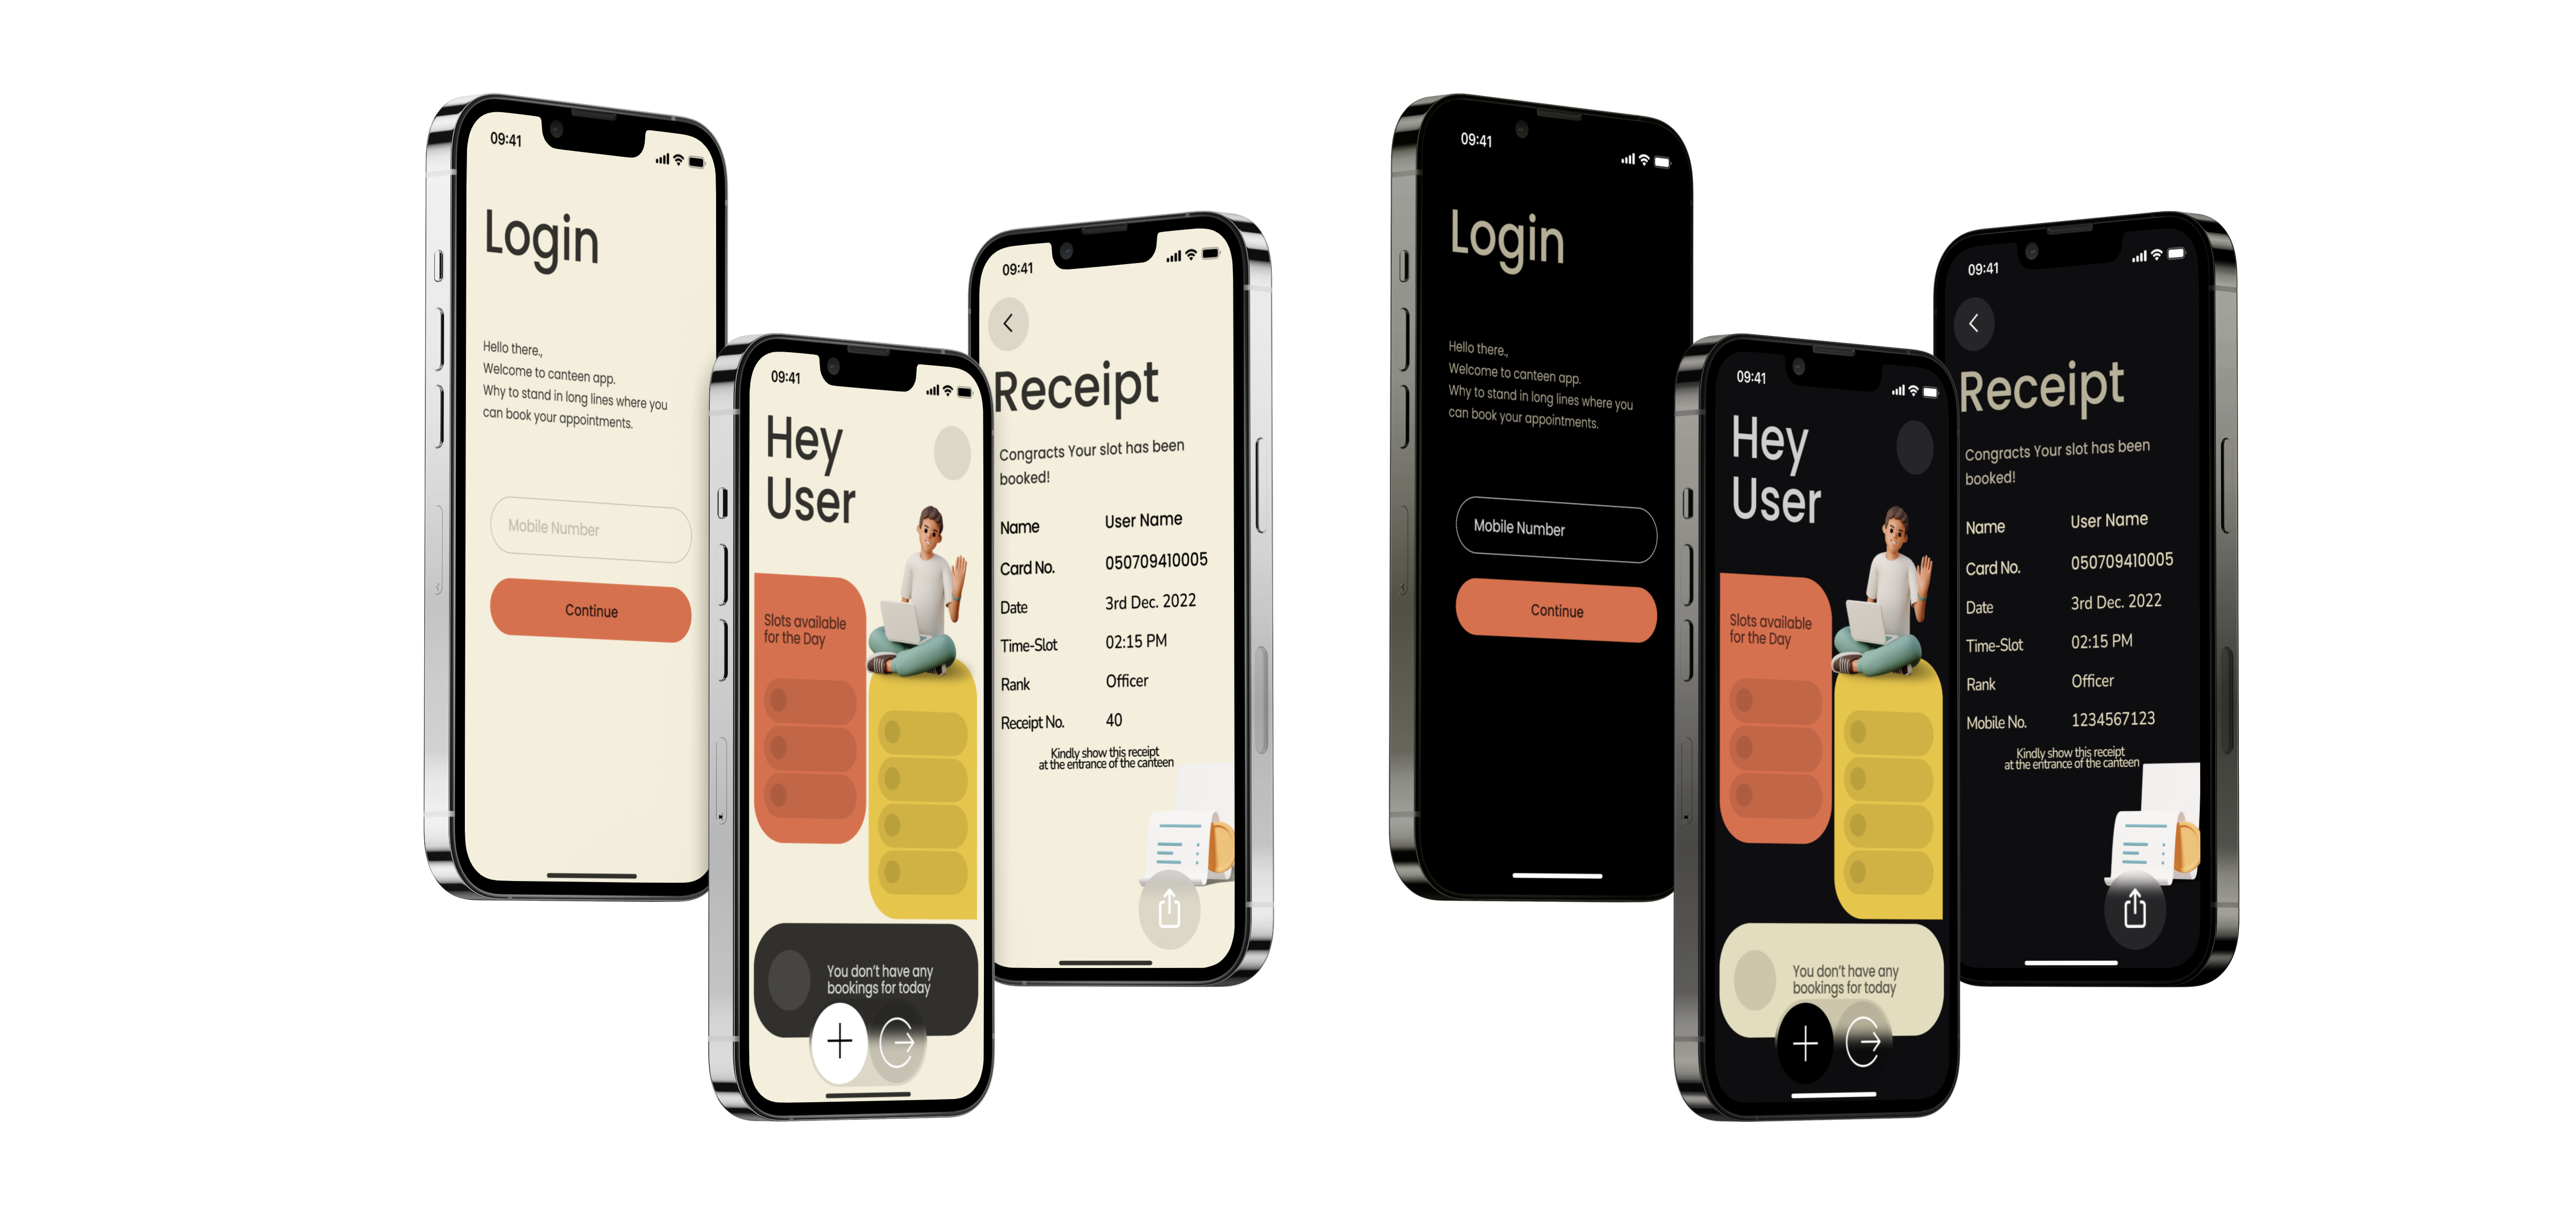 09:41
Login
Hello there,,
Welcome to canteen app.
Why to stand in long lines where you
can book your appointments.
Mobile Number
Continue
09:41
Hey
User
Slots available
for the Day
You don't have any
bookings for today
09:41
Receipt
Congracts Your slot has been
booked!
Name User Name
Card No. 050709410005
Date 3rd Dec. 2022
Time-Slot 02:15 PM
Rank Officer
Receipt No. 40
Kindly show this receipt
at the entrance of the canteen
09:41
Login
Hello there,,
Welcome to canteen app.
Why to stand in long lines where you
can book your appointments.
Mobile Number
Continue
09:41
Hey
User
Slots available
for the Day
You don't have any
bookings for today
09:41
Receipt
Congracts Your slot has been
booked!
Name User Name
Card No. 050709410005
Date 3rd Dec. 2022
Time-Slot 02:15 PM
Rank Officer
Mobile No. 1234567123
Kindly show this receipt
at the entrance of the canteen